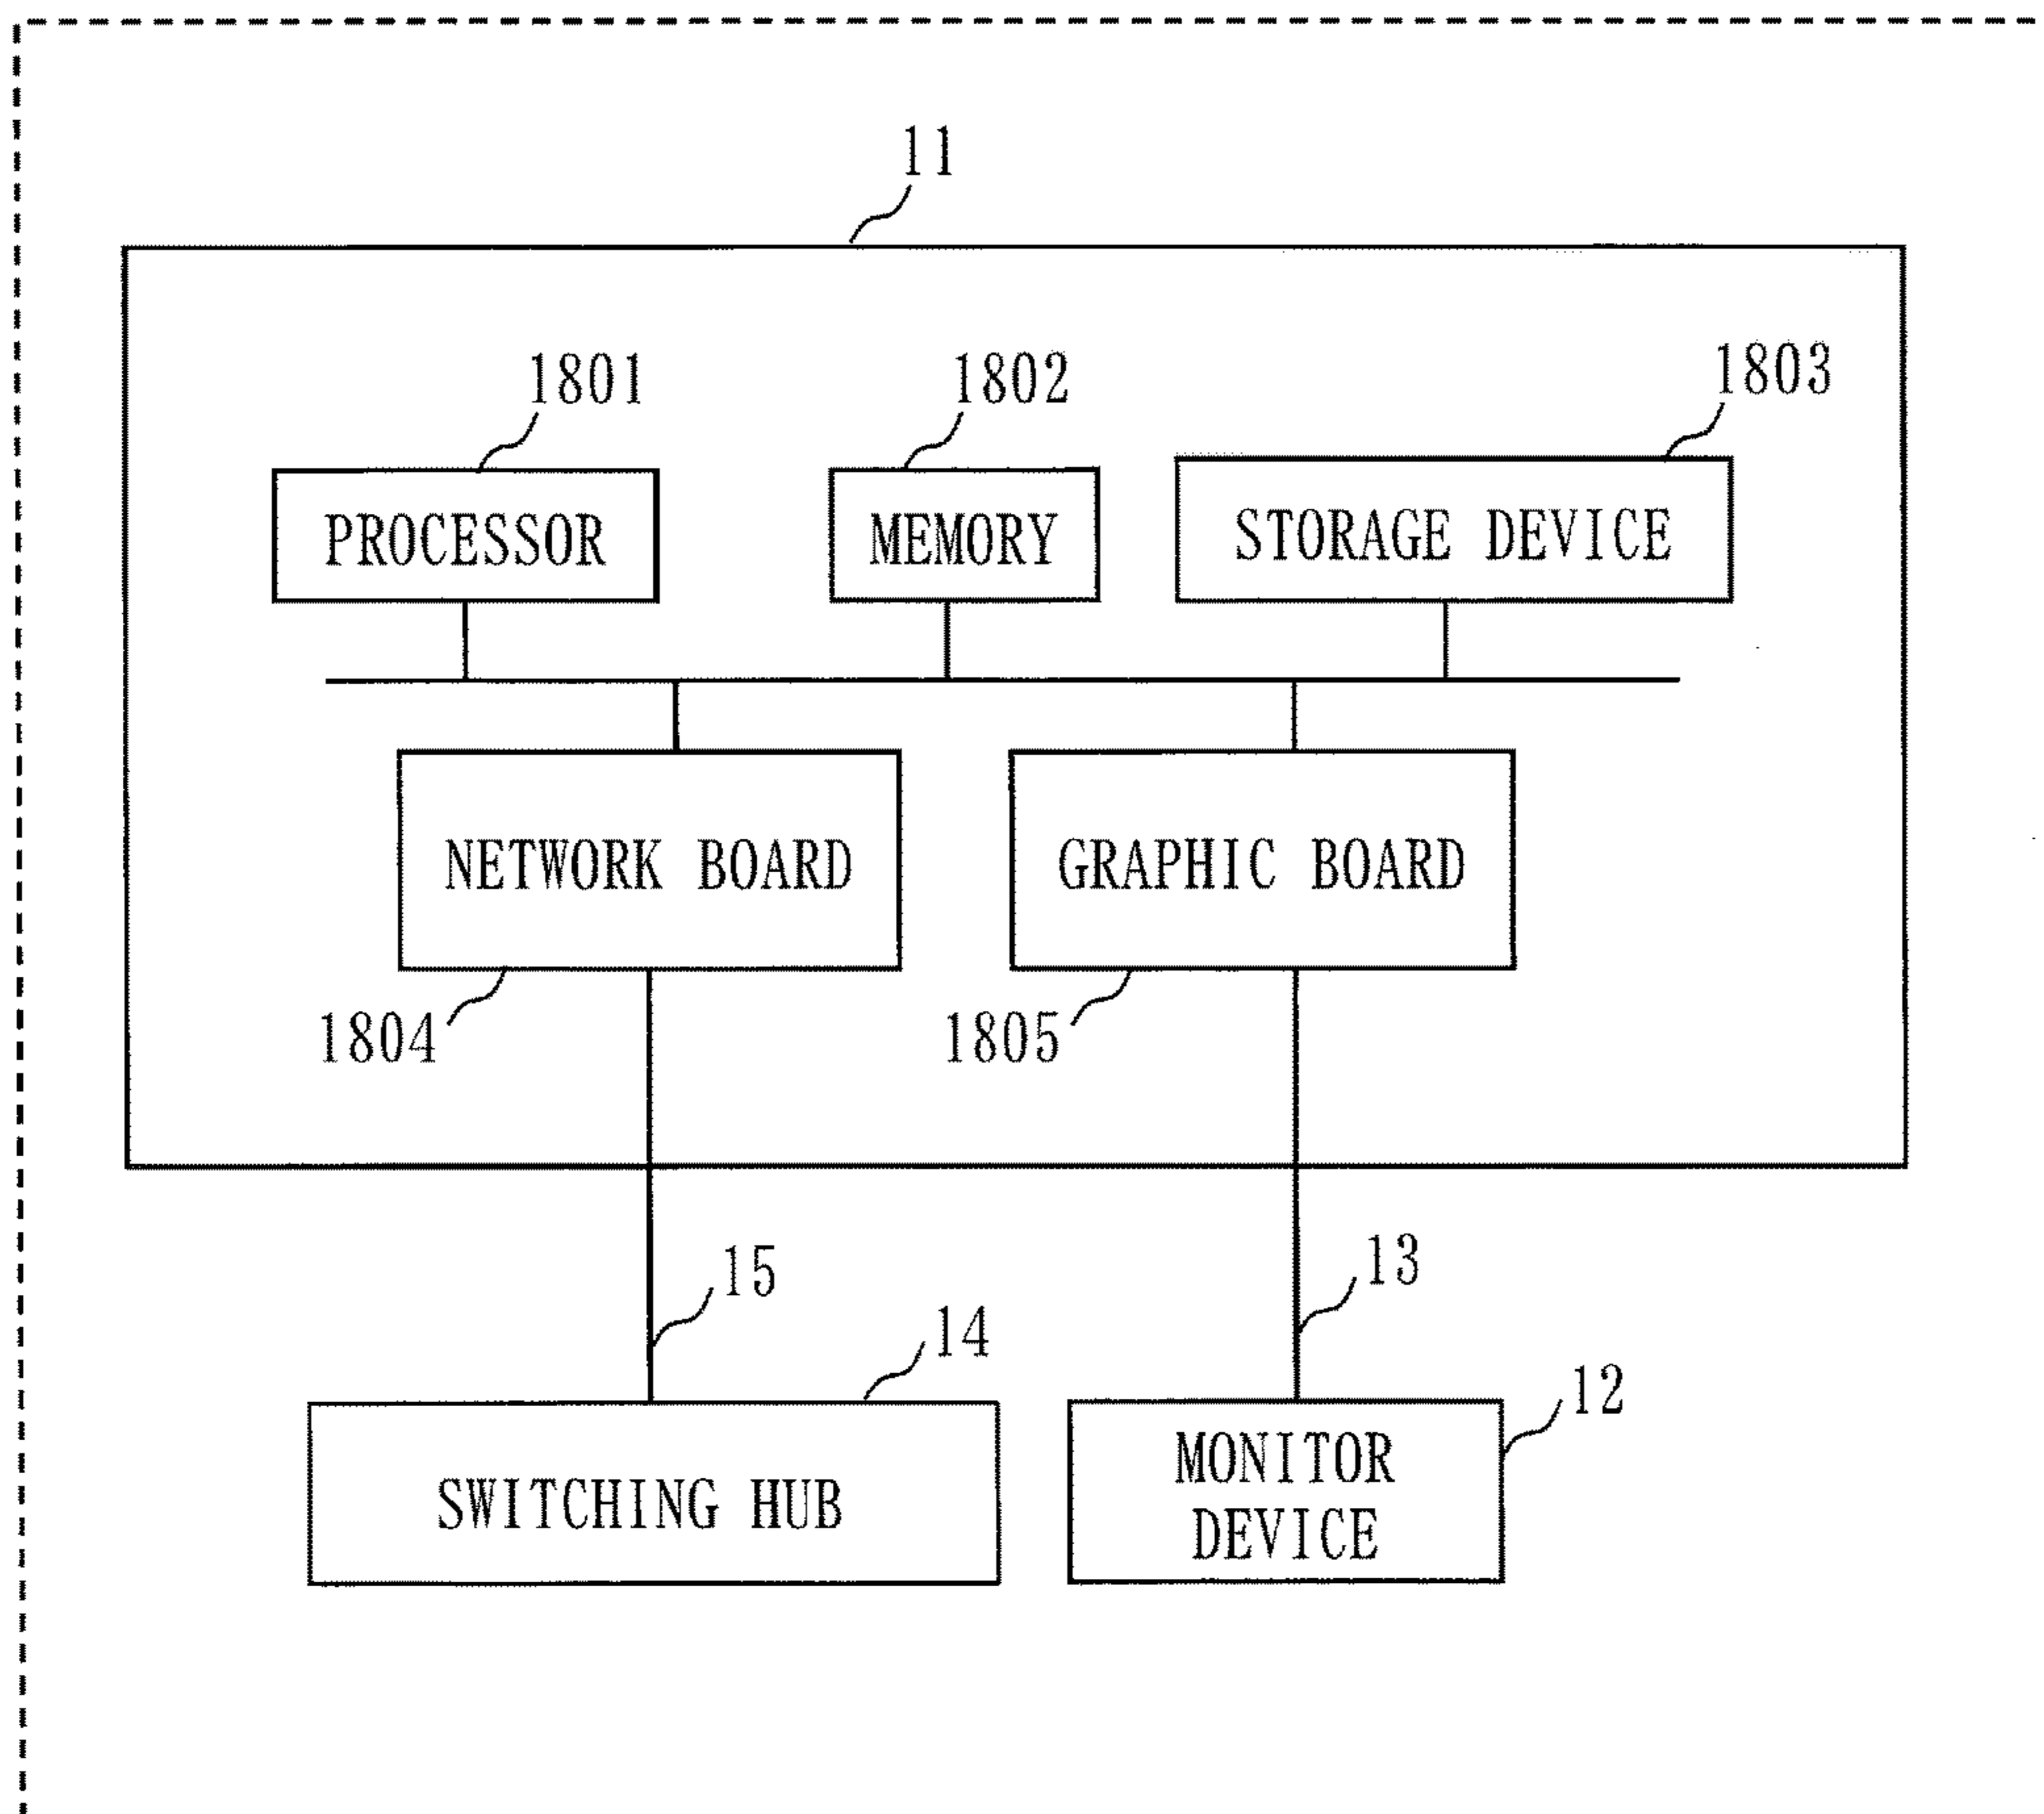 11
1801
1802
1803
PROCESSOR
MEMORY
STORAGE DEVICE
NETWORK BOARD
GRAPHIC BOARD
1804
1805
15
13
14
12
SWITCHING HUB
MONITOR
DEVICE